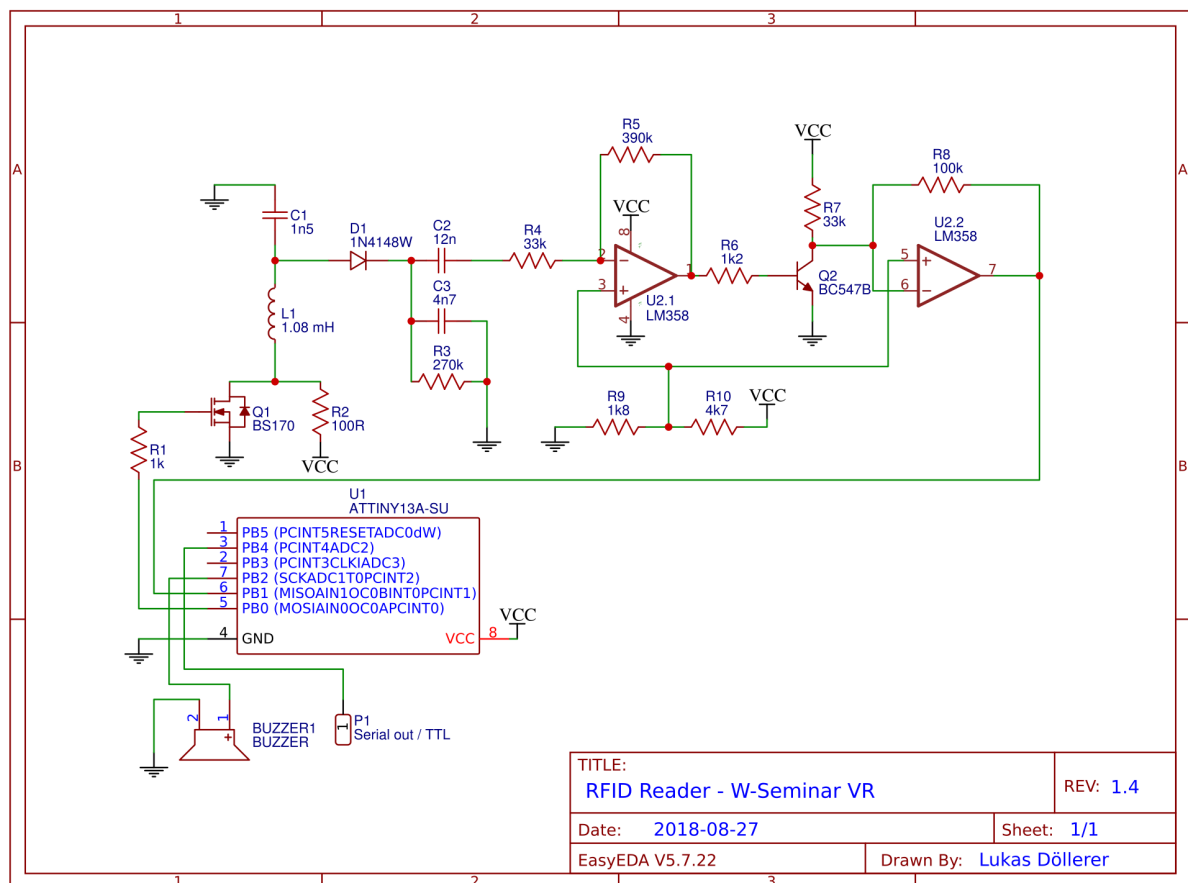 1 2 3
A A
B B
R5
390k
VCC
VCC
R8
100k
C1
1n5
D1
1N4148W
C2
12n
R4
33k
VCC
8
R7
33k
U2.2
LM358
2
1
R6
1k2
5
7
C3
4n7
3
U2.1
LM358
4
Q2
BC547B
6
L1
1.08 mH
R3
270k
R9
1k8
R10
4k7
VCC
Q1
BS170
R2
100R
R1
1k
VCC
U1
ATTINY13A-SU
1 PB5 (PCINT5RESETADC0dW)
3 PB4 (PCINT4ADC2)
2 PB3 (PCINT3CLKIADC3)
7 PB2 (SCKADC1T0PCINT2)
6 PB1 (MISOAIN1OC0BINT0PCINT1)
5 PB0 (MOSIAIN0OC0APCINT0)
VCC
4 GND VCC 8
2 1
BUZZER1
BUZZER
1
P1
Serial out / TTL
TITLE:
RFID Reader - W-Seminar VR
REV: 1.4
Date: 2018-08-27
Sheet: 1/1
EasyEDA V5.7.22
Drawn By: Lukas Döllerer
1 2 3